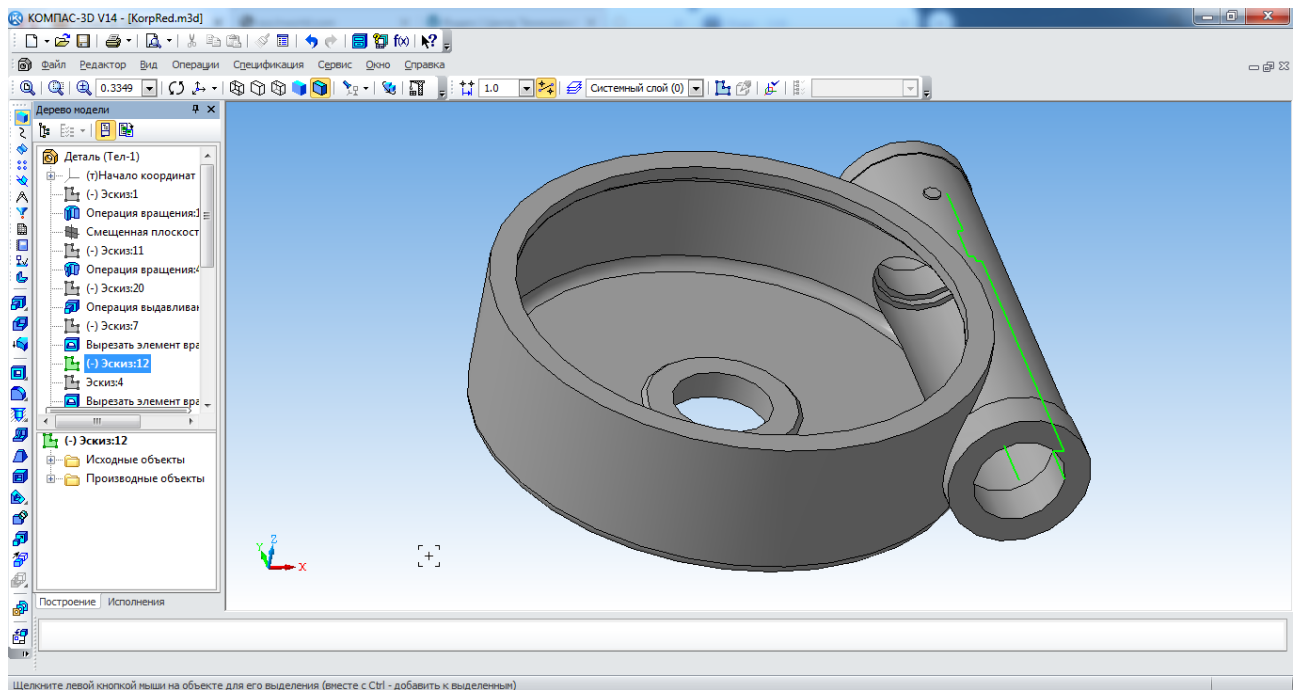 КОМПАС-3D V14 - [KorpRed.m3d]
Файл Редактор Вид Операции Спецификация Сервис Окно Справка
0.3349 1.0 Системный слой (0)
Дерево модели
Деталь (Тел-1)
(т)Начало координат
(-) Эскиз:1
Операция вращения:1
Смещенная плоскост
(-) Эскиз:11
Операция вращения:4
(-) Эскиз:20
Операция выдавливан
(-) Эскиз:7
Вырезать элемент вра
(-) Эскиз:12
Эскиз:4
Вырезать элемент вра
(-) Эскиз:12
Исходные объекты
Производные объекты
Z
Y
X
Построение Исполнения
Щелкните левой кнопкой мыши на объекте для его выделения (вместе с Ctrl - добавить к выделенным)